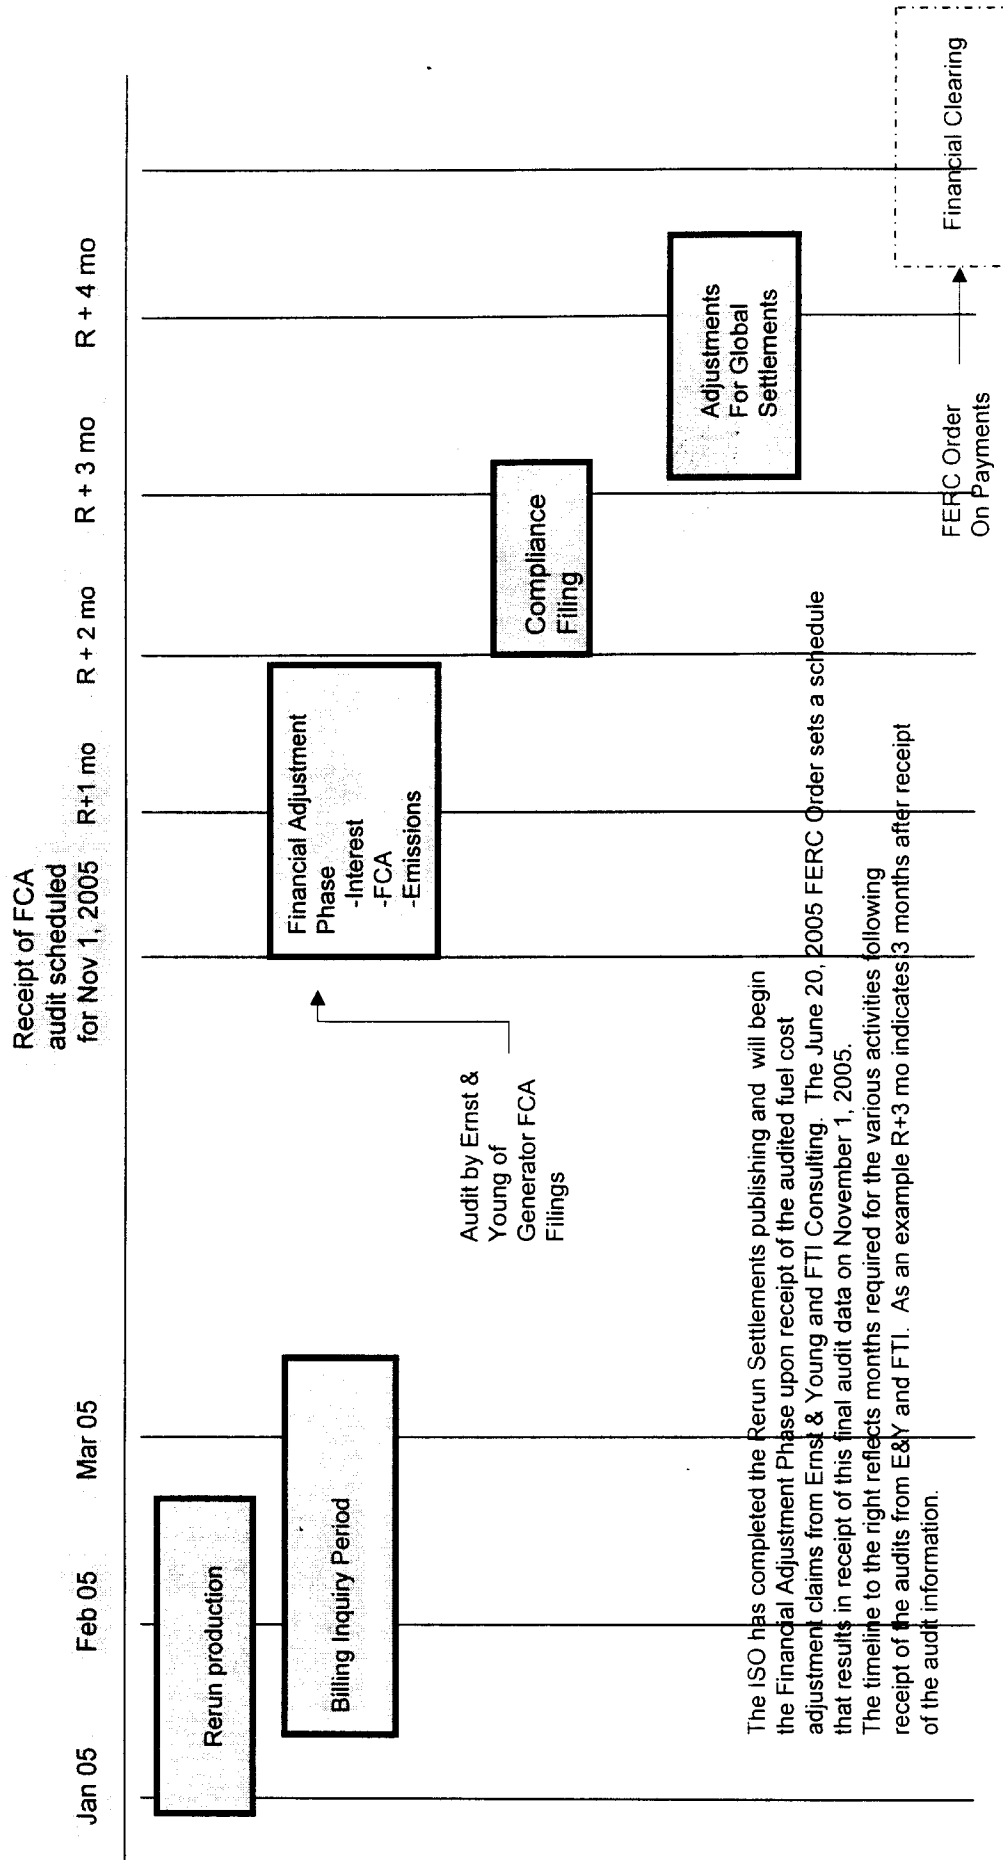 Receipt of FCA
audit scheduled
for Nov 1, 2005
Jan 05
Feb 05
Mar 05
R+1 mo
R + 2 mo
R + 3 mo
R + 4 mo
Rerun production
Billing Inquiry Period
Financial Adjustment
Phase
-Interest
-FCA
-Emissions
Audit by Ernst &
Young of
Generator FCA
Filings
Compliance
Filing
Adjustments
For Global
Settlements
FERC Order
On Payments
Financial Clearing
The ISO has completed the Rerun Settlements publishing and will begin
the Financial Adjustment Phase upon receipt of the audited fuel cost
adjustment claims from Ernst & Young and FTI Consulting. The June 20, 2005 FERC Order sets a schedule
that results in receipt of this final audit data on November 1, 2005.
The timeline to the right reflects months required for the various activities following
receipt of the audits from E&Y and FTI. As an example R+3 mo indicates 3 months after receipt
of the audit information.